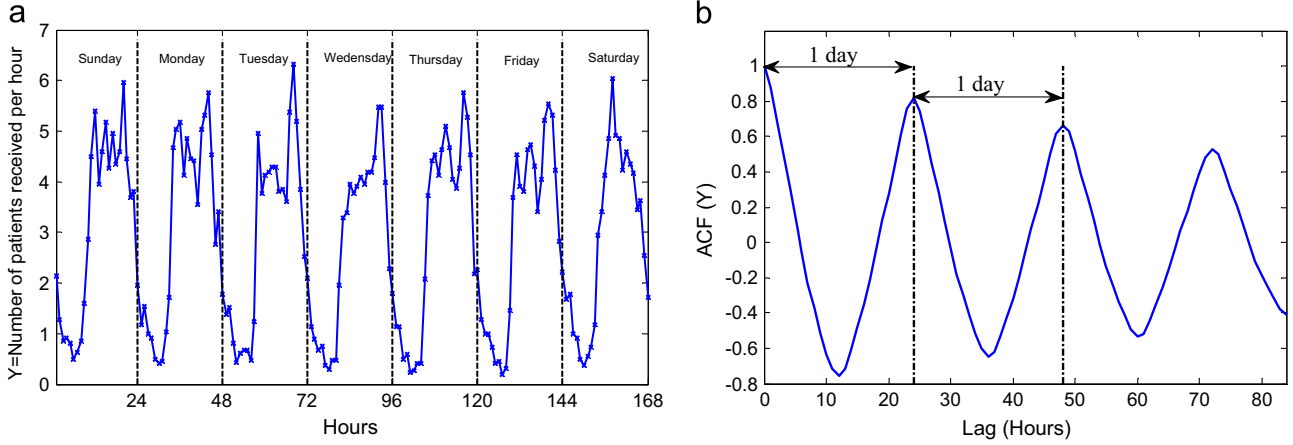 a
Y=Number of patients received per hour
7
6
5
4
3
2
1
0
Sunday
Monday
Tuesday
Wedensday
Thursday
Friday
Saturday
24
48
72
96
120
144
168
Hours
b
ACF (Y)
1
0.8
0.6
0.4
0.2
0
-0.2
-0.4
-0.6
-0.8
1 day
1 day
0
10
20
30
40
50
60
70
80
Lag (Hours)